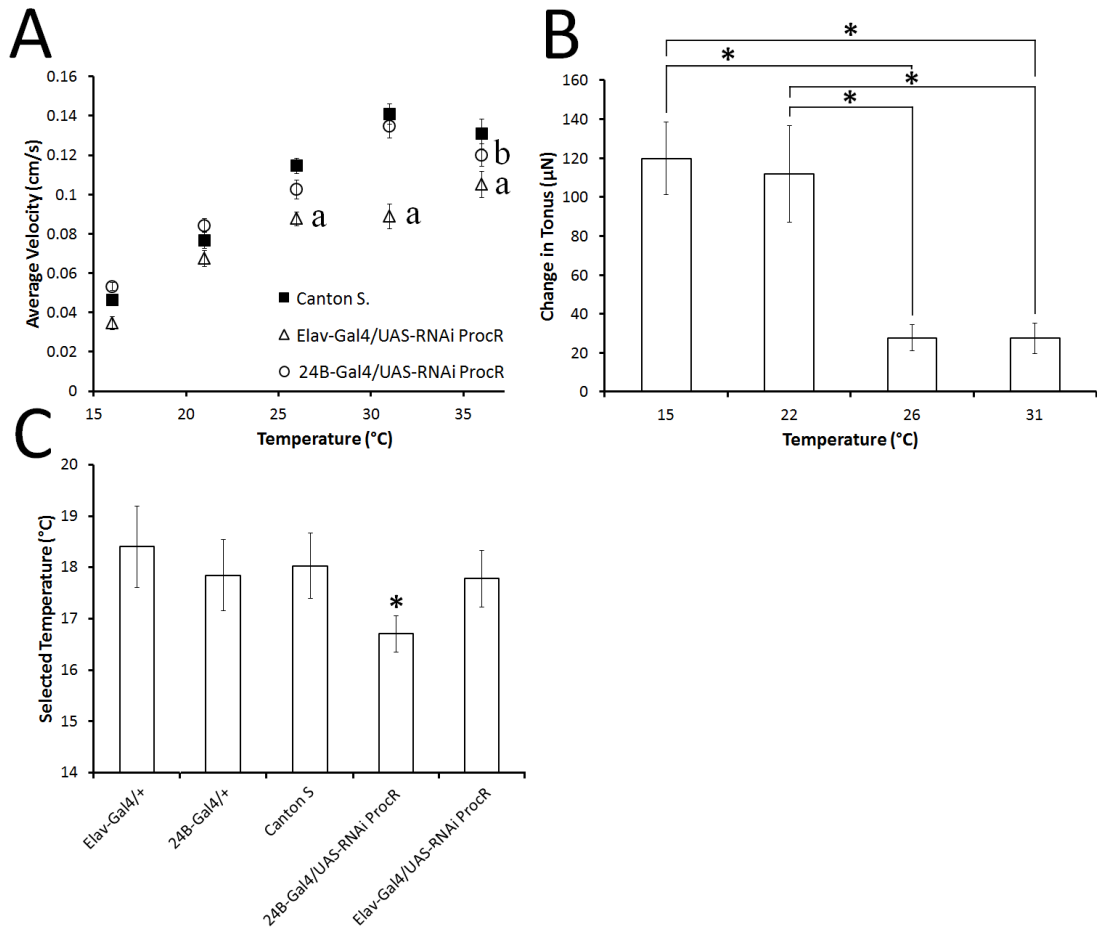 A
0.16
0.14
0.12
0.1
0.08
0.06
0.04
0.02
0
Average Velocity (cm/s)
a
a
b
a
Canton S.
Elav-Gal4/UAS-RNAi ProcR
24B-Gal4/UAS-RNAi ProcR
15 20 25 30 35
Temperature (°C)
B
*
*
*
*
160
140
120
100
80
60
40
20
0
Change in Tonus (µN)
15 22 26 31
Temperature (°C)
C
20
19
18
17
16
15
14
Selected Temperature (°C)
*
Elav-Gal4/+
24B-Gal4/+
Canton S
24B-Gal4/UAS-RNAi ProcR
Elav-Gal4/UAS-RNAi ProcR